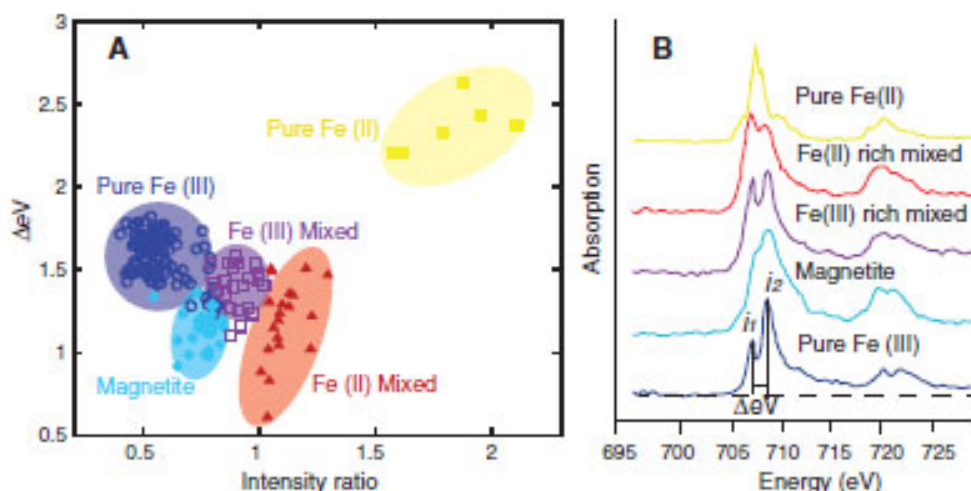 A
3
2.5
2
1.5
1
0.5
ΔeV
Pure Fe (II)
Pure Fe (III)
Fe (III) Mixed
Magnetite
Fe (II) Mixed
0.5
1
1.5
2
Intensity ratio
B
Pure Fe(II)
Fe(II) rich mixed
Fe(III) rich mixed
Magnetite
i2
i1
Pure Fe (III)
ΔeV
Absorption
695
700
705
710
715
720
725
Energy (eV)